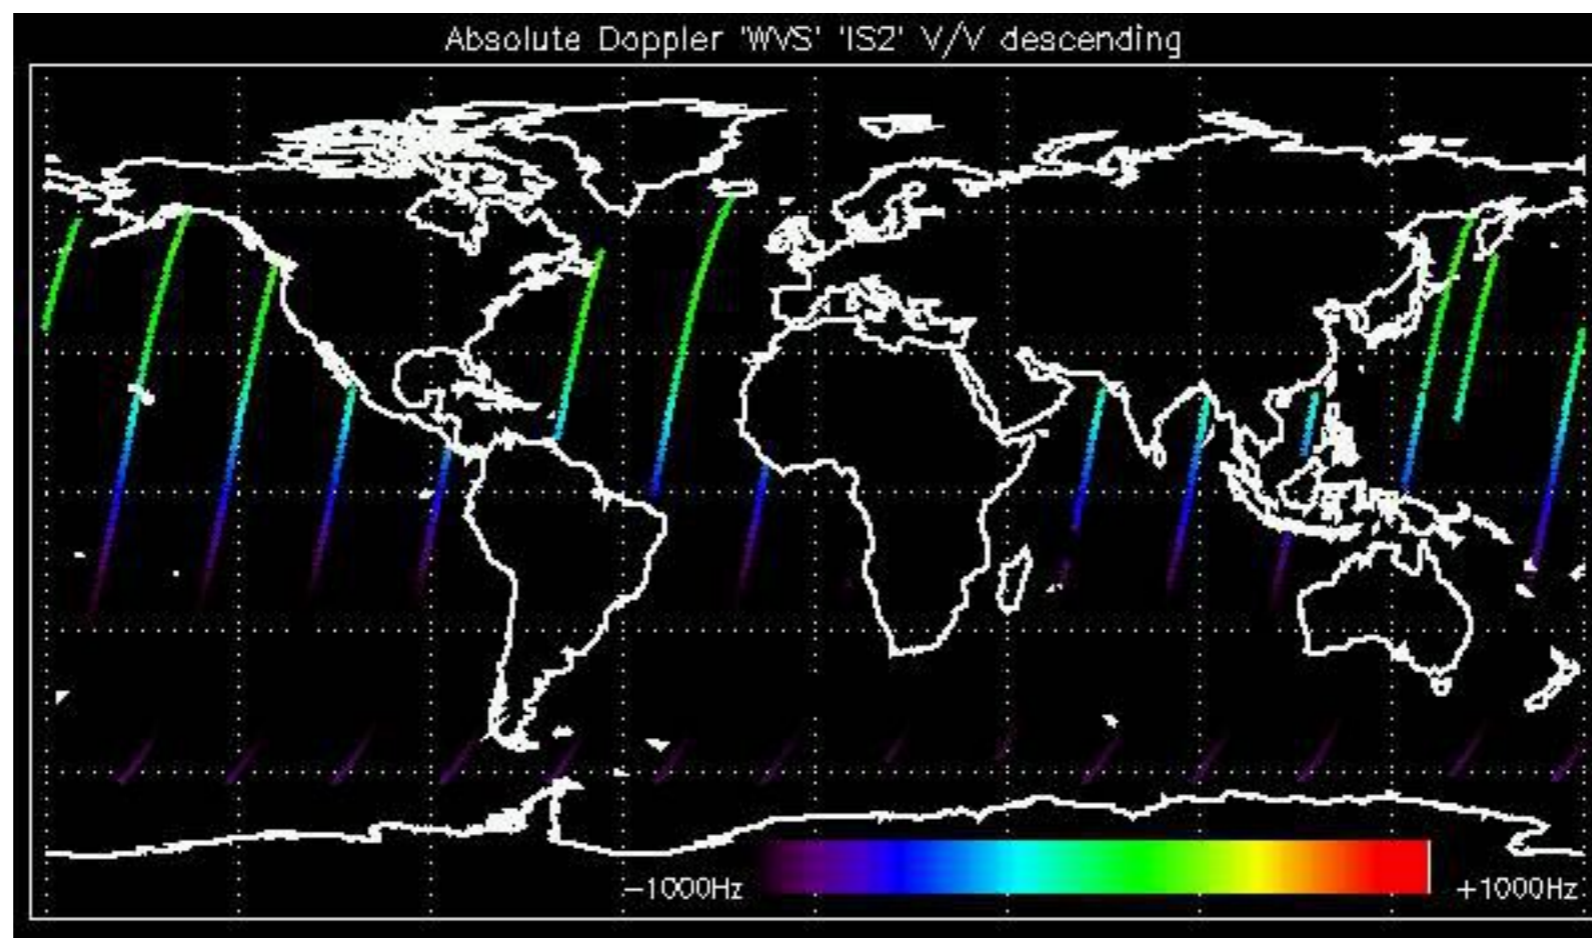 Absolute Doppler 'WVS' 'IS2' V/V descending
−1000Hz +1000Hz